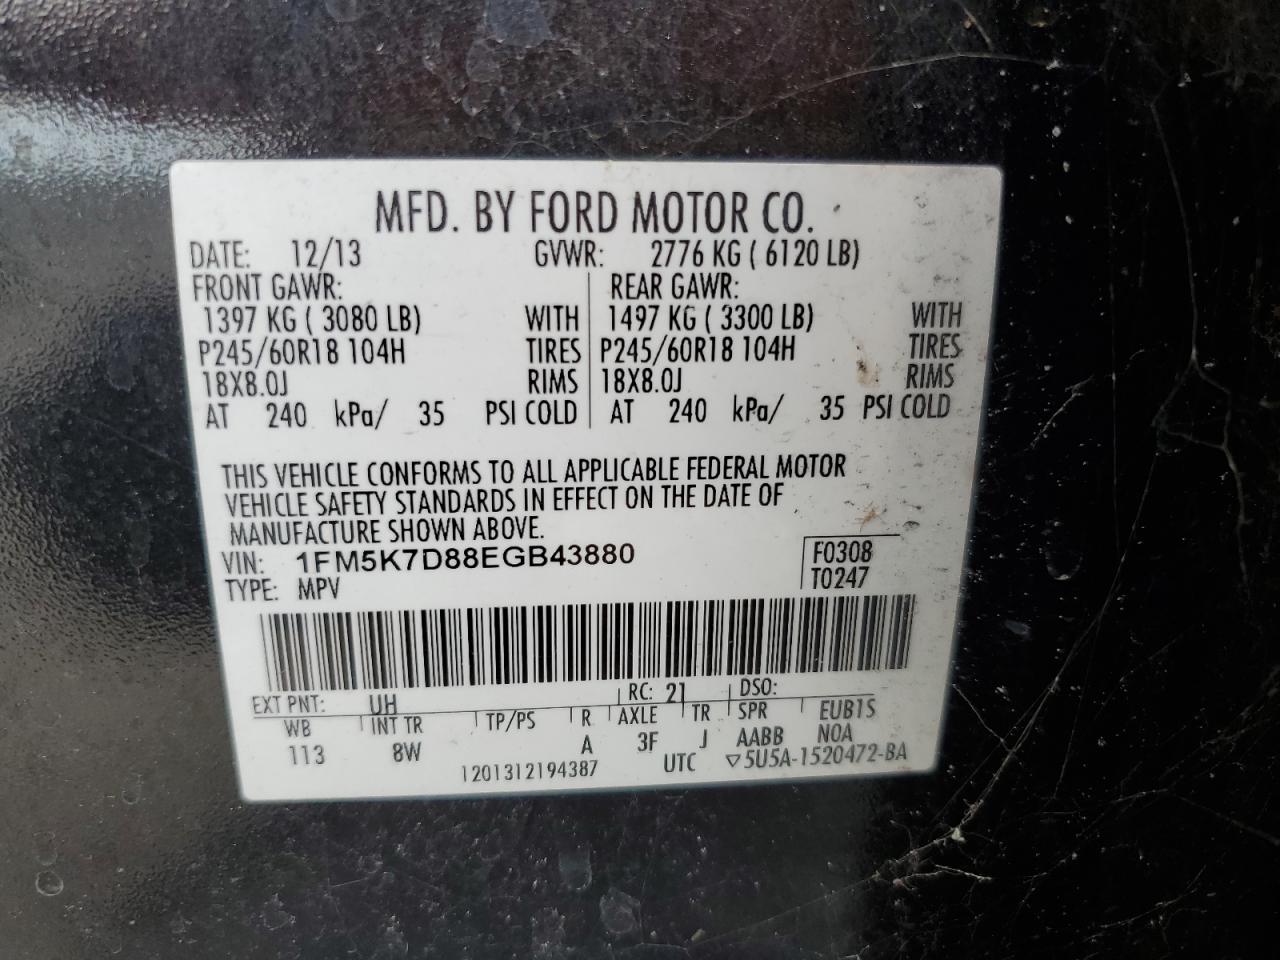 MFD. BY FORD MOTOR CO.
DATE: 12/13 GVWR: 2776 KG ( 6120 LB)
FRONT GAWR: REAR GAWR:
1397 KG ( 3080 LB) WITH 1497 KG ( 3300 LB) WITH
P245/60R18 104H TIRES P245/60R18 104H TIRES
18X8.0J RIMS 18X8.0J RIMS
AT 240 kPa/ 35 PSI COLD AT 240 kPa/ 35 PSI COLD
THIS VEHICLE CONFORMS TO ALL APPLICABLE FEDERAL MOTOR
VEHICLE SAFETY STANDARDS IN EFFECT ON THE DATE OF
MANUFACTURE SHOWN ABOVE.
VIN: 1FM5K7D88EGB43880 F0308
TYPE: MPV T0247
EXT PNT: UH RC: 21 DSO:
WB INT TR TP/PS R AXLE TR SPR EUB1S
113 8W A 3F J AABB N0A
1201312194387 UTC ▽5U5A-1520472-BA